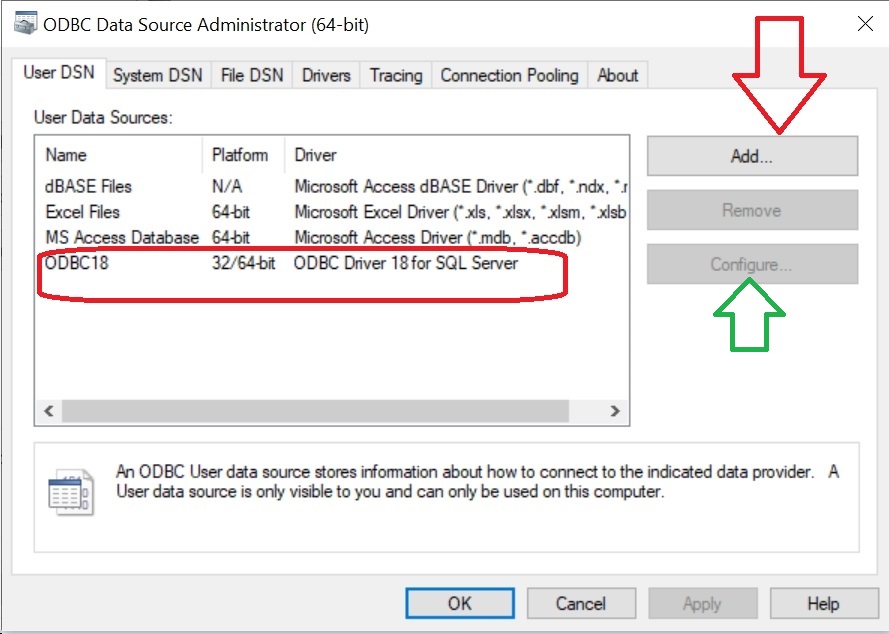 ODBC Data Source Administrator (64-bit)
User DSN System DSN File DSN Drivers Tracing Connection Pooling About
User Data Sources:
Name Platform Driver
dBASE Files N/A Microsoft Access dBASE Driver (*.dbf, *.ndx, *.
Excel Files 64-bit Microsoft Excel Driver (*.xls, *.xlsx, *.xlsm, *.xlsb
MS Access Database 64-bit Microsoft Access Driver (*.mdb, *.accdb)
ODBC18 32/64-bit ODBC Driver 18 for SQL Server
Add...
Remove
Configure...
An ODBC User data source stores information about how to connect to the indicated data provider. A
User data source is only visible to you and can only be used on this computer.
OK Cancel Apply Help